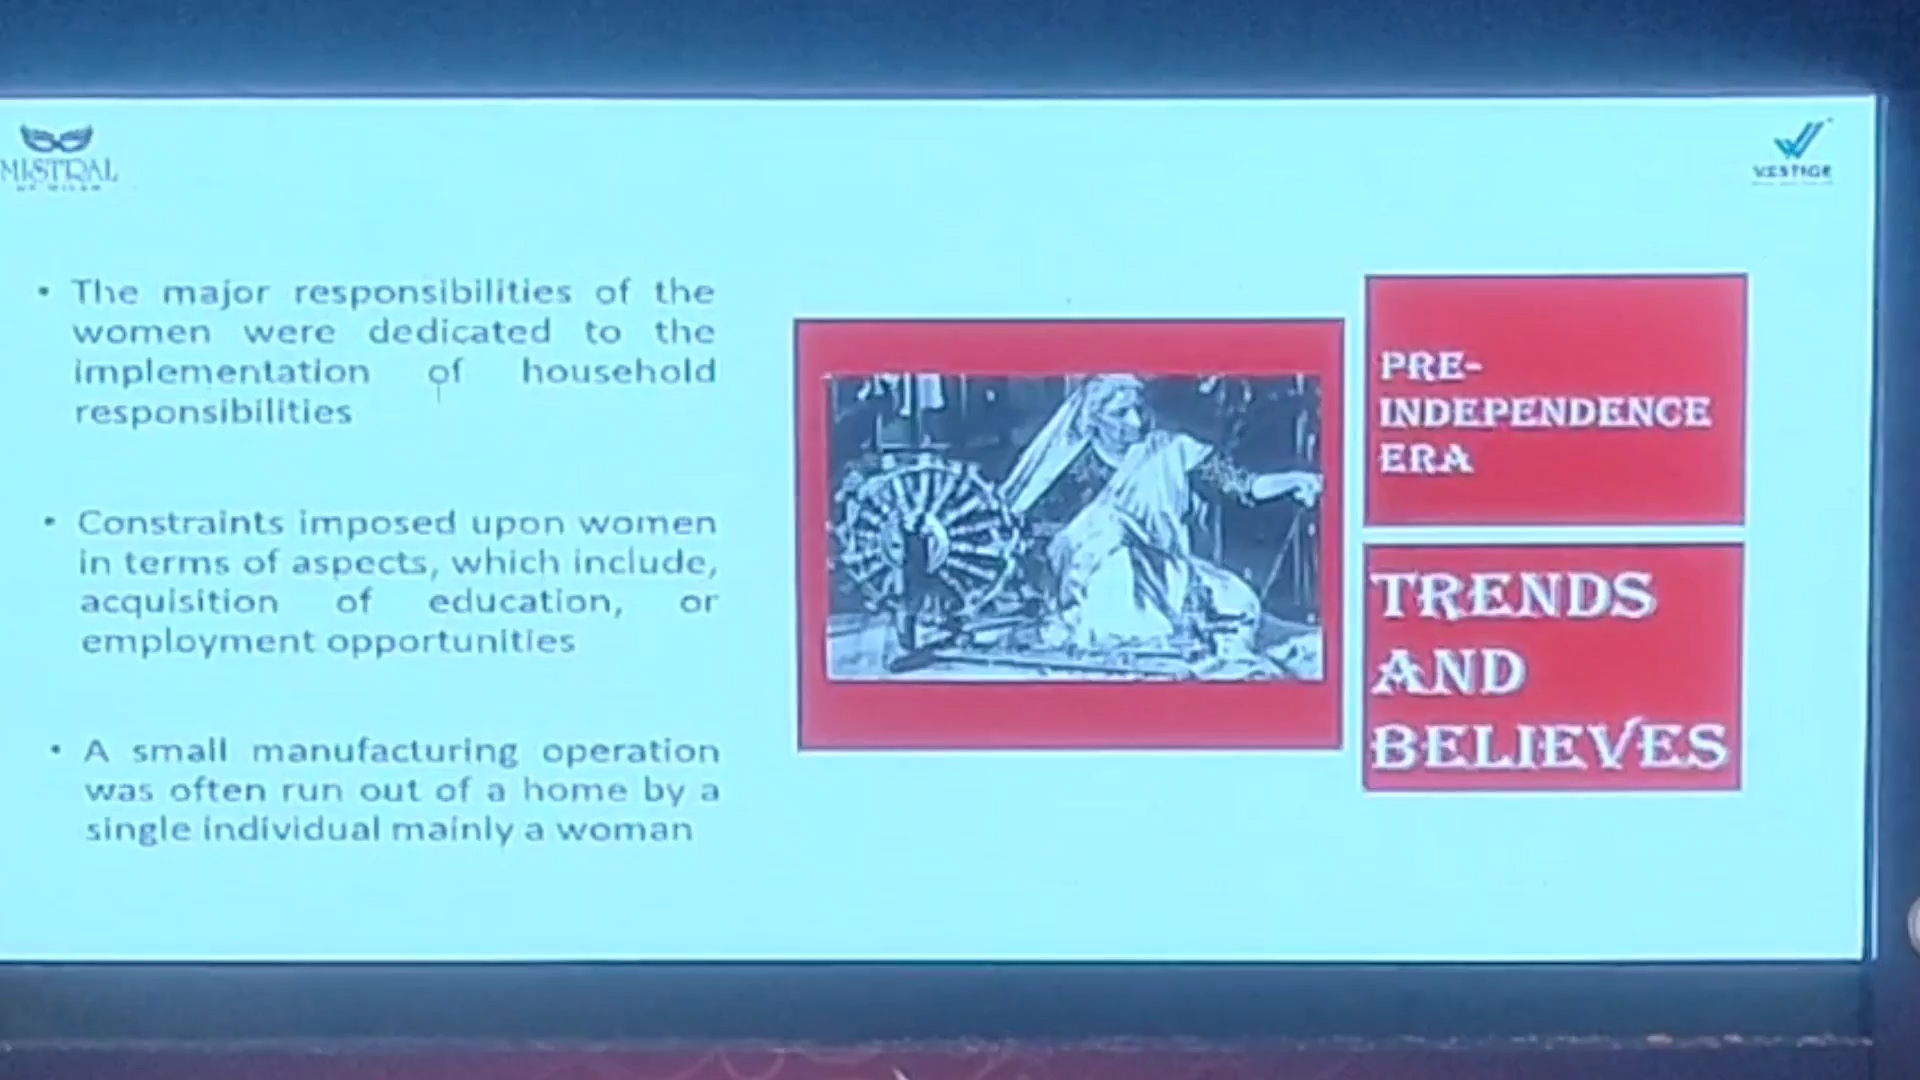 MISTRAL
OF MILAN
VESTIGE
• The major responsibilities of the
women were dedicated to the
implementation of household
responsibilities
• Constraints imposed upon women
in terms of aspects, which include,
acquisition of education, or
employment opportunities
• A small manufacturing operation
was often run out of a home by a
single individual mainly a woman
PRE-
INDEPENDENCE
ERA
TRENDS
AND
BELIEVES